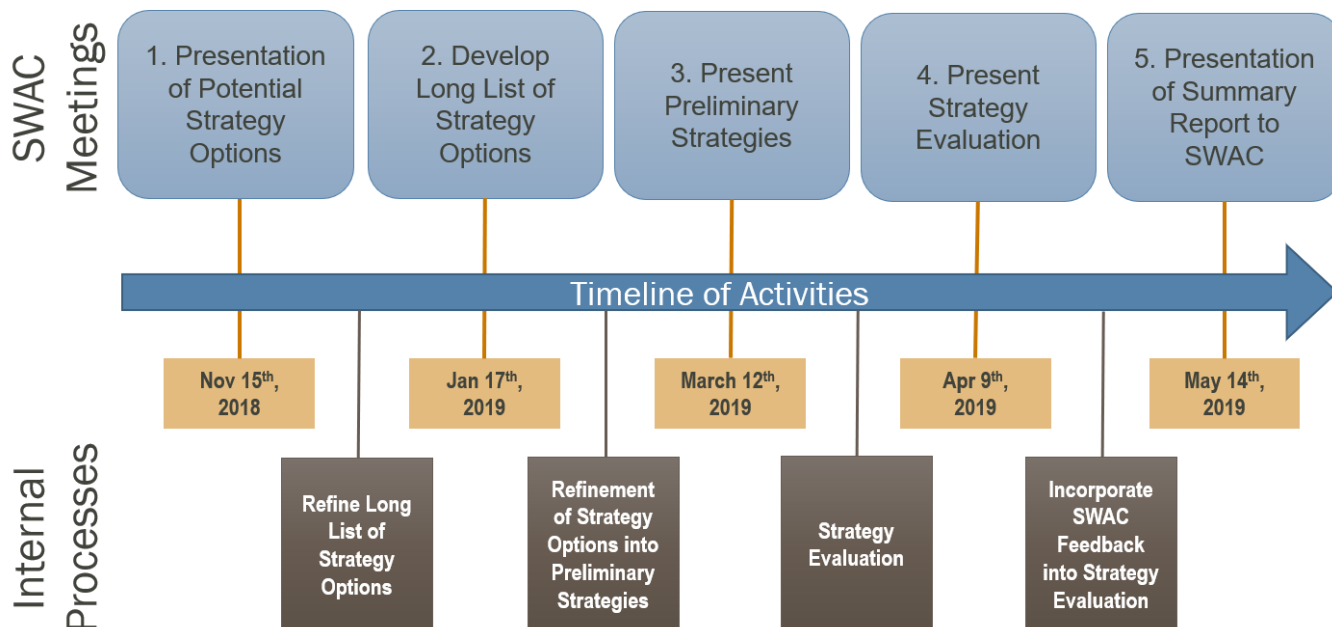 SWAC
Meetings
1. Presentation
of Potential
Strategy
Options
2. Develop
Long List of
Strategy
Options
3. Present
Preliminary
Strategies
4. Present
Strategy
Evaluation
5. Presentation
of Summary
Report to
SWAC
Timeline of Activities
Nov 15th,
2018
Jan 17th,
2019
March 12th,
2019
Apr 9th,
2019
May 14th,
2019
Internal
Processes
Refine Long
List of
Strategy
Options
Refinement
of Strategy
Options into
Preliminary
Strategies
Strategy
Evaluation
Incorporate
SWAC
Feedback
into Strategy
Evaluation